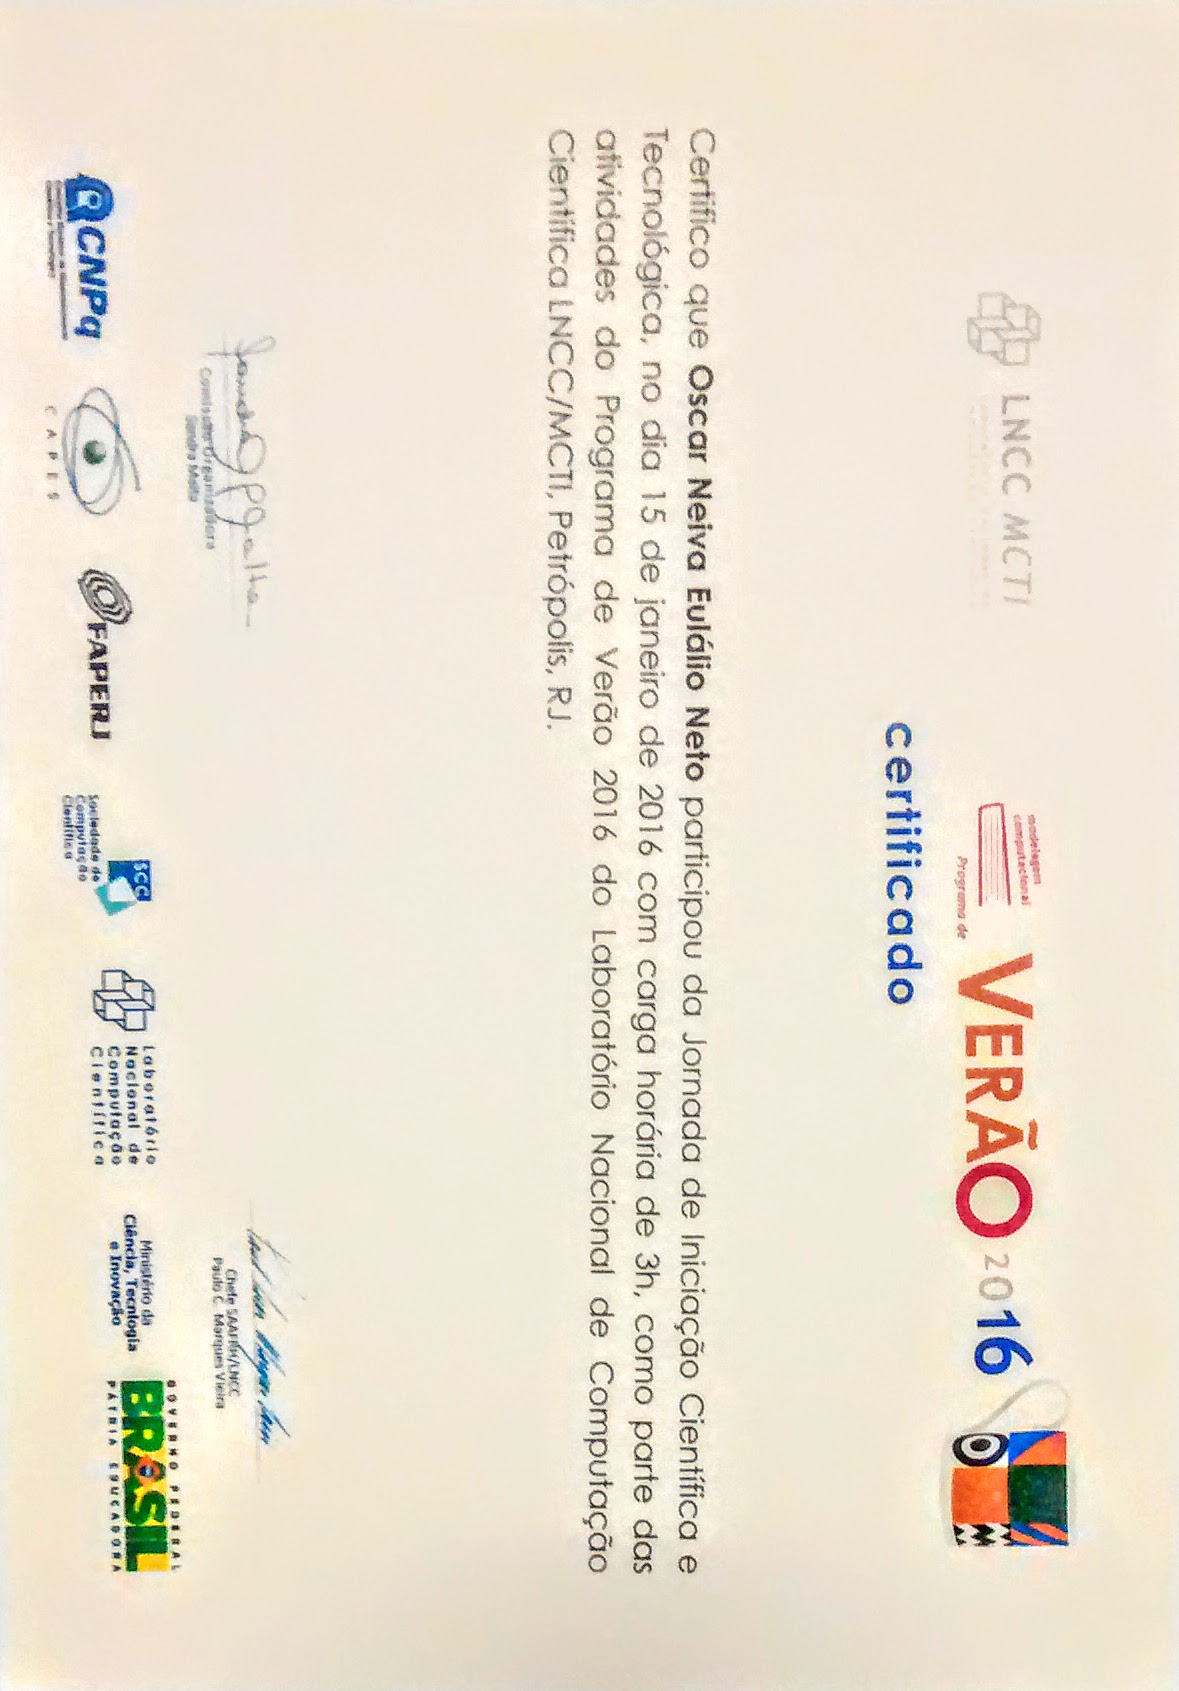 LNCC MCTI
modelagem
computacional
Programa de
VERÃO 2016
certificado
Certifico que Oscar Neiva Eulálio Neto participou da Jornada de Iniciação Científica e
Tecnológica, no dia 15 de janeiro de 2016 com carga horária de 3h, como parte das
atividades do Programa de Verão 2016 do Laboratório Nacional de Computação
Científica LNCC/MCTI, Petrópolis, RJ.
Comissão Organizadora
Sandra Malta
Chefe SAAFRH/LNCC
Paulo C. Marques Vieira
CNPq
CAPES
FAPERJ
SCC
Sociedade de
Computação
Científica
Laboratório
Nacional de
Computação
Científica
Ministério da
Ciência, Tecnologia
e Inovação
GOVERNO FEDERAL
BRASIL
PÁTRIA EDUCADORA